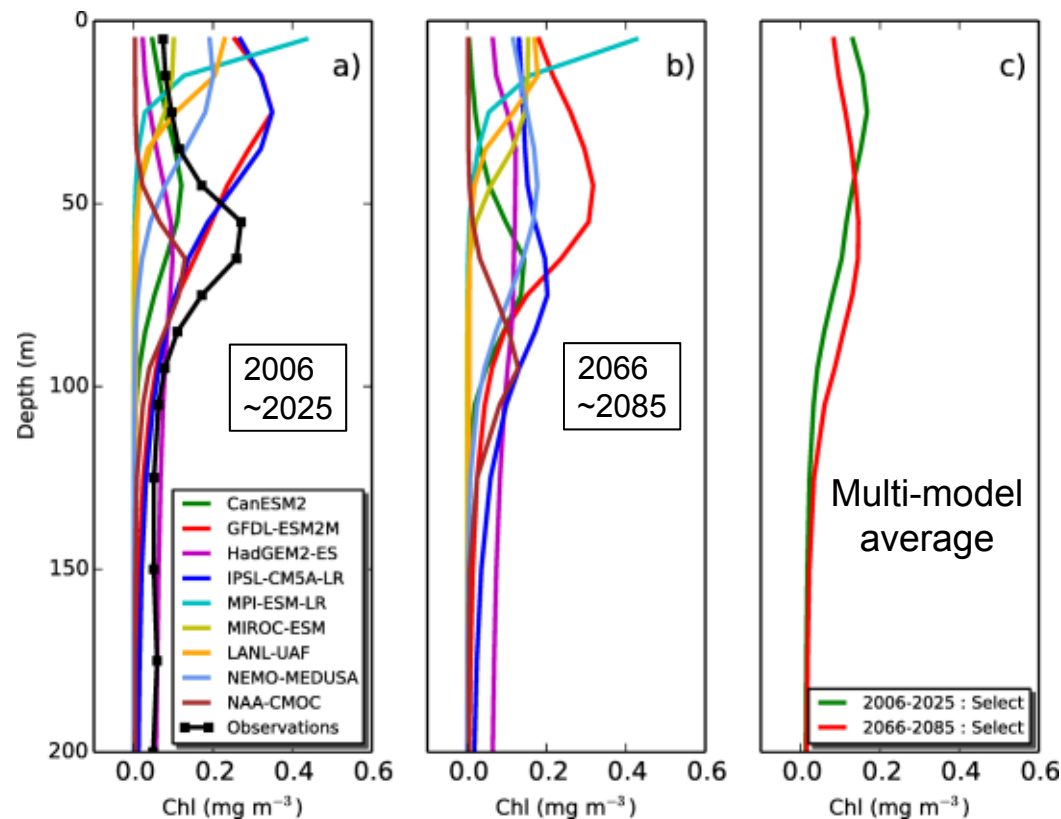 0
50
100
150
200
Depth (m)
a)
2006
~2025
CanESM2
GFDL-ESM2M
HadGEM2-ES
IPSL-CM5A-LR
MPI-ESM-LR
MIROC-ESM
LANL-UAF
NEMO-MEDUSA
NAA-CMOC
Observations
0.0 0.2 0.4 0.6
Chl (mg m⁻³)
b)
2066
~2085
0.0 0.2 0.4 0.6
Chl (mg m⁻³)
c)
Multi-model
average
2006-2025 : Select
2066-2085 : Select
0.0 0.2 0.4 0.6
Chl (mg m⁻³)